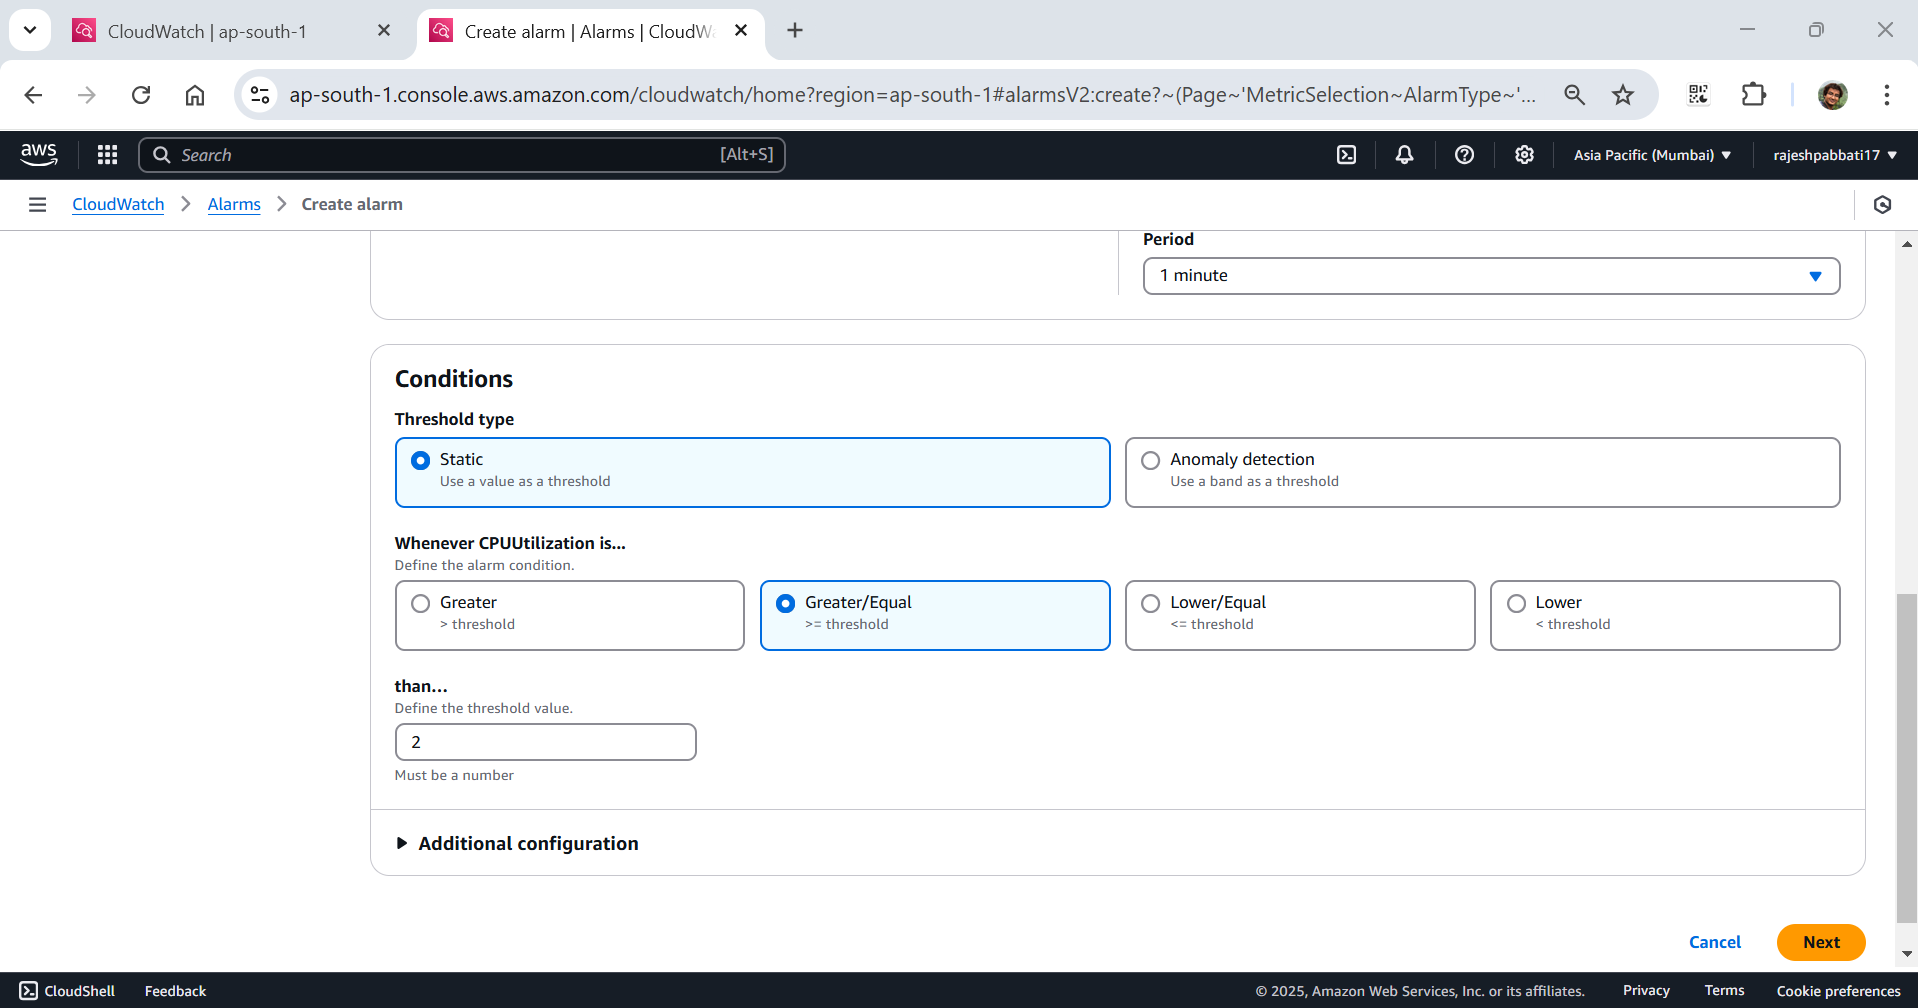 CloudWatch | ap-south-1
Create alarm | Alarms | CloudWa
ap-south-1.console.aws.amazon.com/cloudwatch/home?region=ap-south-1#alarmsV2:create?~(Page~'MetricSelection~AlarmType~'...
aws
Search
[Alt+S]
Asia Pacific (Mumbai)
rajeshpabbati17
CloudWatch
Alarms
Create alarm
Period
1 minute
Conditions
Threshold type
Static
Use a value as a threshold
Anomaly detection
Use a band as a threshold
Whenever CPUUtilization is...
Define the alarm condition.
Greater
> threshold
Greater/Equal
>= threshold
Lower/Equal
<= threshold
Lower
< threshold
than...
Define the threshold value.
2
Must be a number
Additional configuration
Cancel
Next
CloudShell
Feedback
© 2025, Amazon Web Services, Inc. or its affiliates.
Privacy
Terms
Cookie preferences